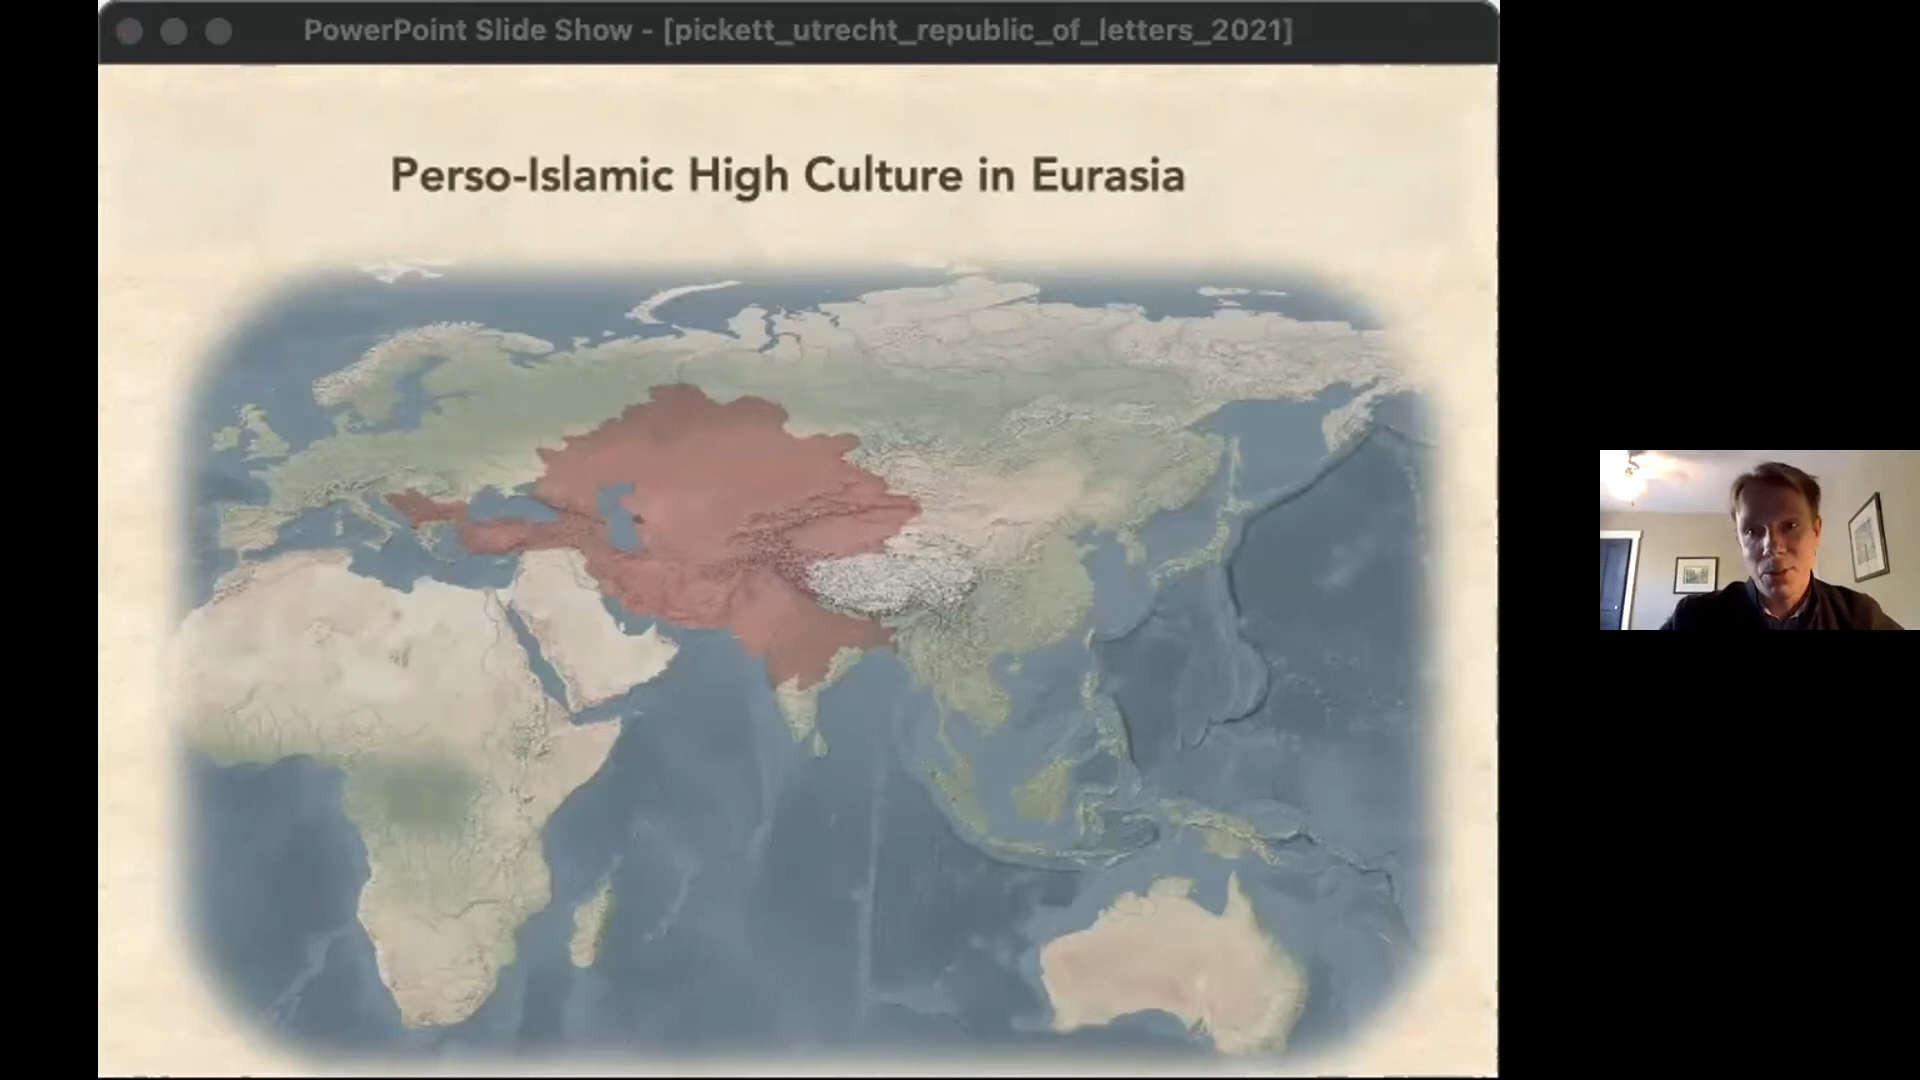 PowerPoint Slide Show - [pickett_utrecht_republic_of_letters_2021]
Perso-Islamic High Culture in Eurasia